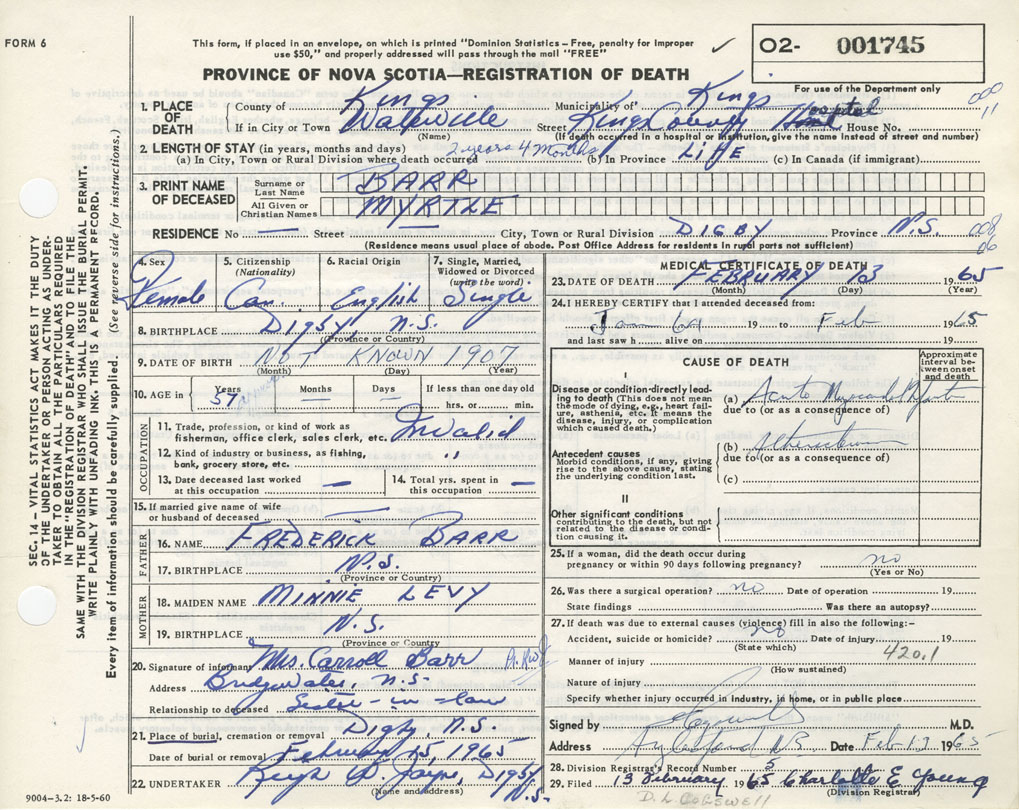 FORM 6
This form, if placed in an envelope, on which is printed "Dominion Statistics – Free, penalty for improper
use $50," and properly addressed will pass through the mail "FREE"
✓
02- 001745
For use of the Department only
PROVINCE OF NOVA SCOTIA—REGISTRATION OF DEATH
1. PLACE OF DEATH
County of Kings Municipality of Kings
If in City or Town Waterville Street Kings County Hospital House No.
(Name) (If death occurred in a hospital or institution, give the name instead of street and number)
2. LENGTH OF STAY (in years, months and days)
(a) In City, Town or Rural Division where death occurred 2 years 4 months (b) In Province LIFE (c) In Canada (if immigrant)
3. PRINT NAME OF DECEASED
Surname or Last Name BARR
All Given or Christian Names MYRTLE
RESIDENCE No — Street — City, Town or Rural Division DIGBY Province N.S.
(Residence means usual place of abode. Post Office Address for residents in rural parts not sufficient)
4. Sex Female
5. Citizenship (Nationality) Can.
6. Racial Origin English
7. Single, Married, Widowed or Divorced (write the word) Single
8. BIRTHPLACE Digby, N.S.
(Province or Country)
9. DATE OF BIRTH NOT KNOWN 1907
(Month) (Day) (Year)
10. AGE in Years 57 Months — Days — If less than one day old hrs. or min.
OCCUPATION
11. Trade, profession, or kind of work as fisherman, office clerk, sales clerk, etc. Invalid
12. Kind of industry or business, as fishing, bank, grocery store, etc. "
13. Date deceased last worked at this occupation —
14. Total yrs. spent in this occupation —
15. If married give name of wife or husband of deceased —
FATHER
16. NAME FREDERICK BARR
17. BIRTHPLACE N.S.
(Province or Country)
MOTHER
18. MAIDEN NAME MINNIE LEVY
19. BIRTHPLACE N.S.
(Province or Country)
20. Signature of informant Mrs. Carroll Barr
Address Bridgewater, N.S.
Relationship to deceased Sister-in-law
21. Place of burial, cremation or removal Digby, N.S.
Date of burial or removal February 15, 1965
22. UNDERTAKER D. Jayne, Digby N.S.
(Name and address)
MEDICAL CERTIFICATE OF DEATH
23. DATE OF DEATH FEBRUARY 13 1965
(Month) (Day) (Year)
24. I HEREBY CERTIFY that I attended deceased from:
19 to Feb 1965
and last saw h alive on 19
CAUSE OF DEATH
Approximate interval between onset and death
I
Disease or condition directly leading to death (This does not mean the mode of dying, e.g., heart failure, asthenia, etc. It means the disease, injury, or complication which caused death.)
(a) Acute Myocardial
due to (or as a consequence of)
Antecedent causes
Morbid conditions, if any, giving rise to the above cause, stating the underlying condition last.
(b)
due to (or as a consequence of)
(c)
II
Other significant conditions
contributing to the death, but not related to the disease or condition causing it.
25. If a woman, did the death occur during pregnancy or within 90 days following pregnancy? no
(Yes or No)
26. Was there a surgical operation? no Date of operation 19
State findings Was there an autopsy?
27. If death was due to external causes (violence) fill in also the following:–
Accident, suicide or homicide? no Date of injury 19
(State which) 420.1
Manner of injury
(How sustained)
Nature of injury
Specify whether injury occurred in industry, in home, or in public place
Signed by M.D.
Address N.S. Date Feb 13 1965
28. Division Registrar's Record Number 5
29. Filed 13 February 1965 Charlotte E Young
(Division Registrar)
D. L. COGSWELL
9004–3.2: 18-5-60
SEC. 14 – VITAL STATISTICS ACT MAKES IT THE DUTY
OF THE UNDERTAKER OR PERSON ACTING AS UNDER-
TAKER TO OBTAIN ALL THE PARTICULARS REQUIRED
IN THE "REGISTRATION OF DEATH" AND TO FILE THE
SAME WITH THE DIVISION REGISTRAR WHO SHALL ISSUE THE BURIAL PERMIT.
WRITE PLAINLY WITH UNFADING INK. THIS IS A PERMANENT RECORD.
Every item of information should be carefully supplied. (See reverse side for instructions.)